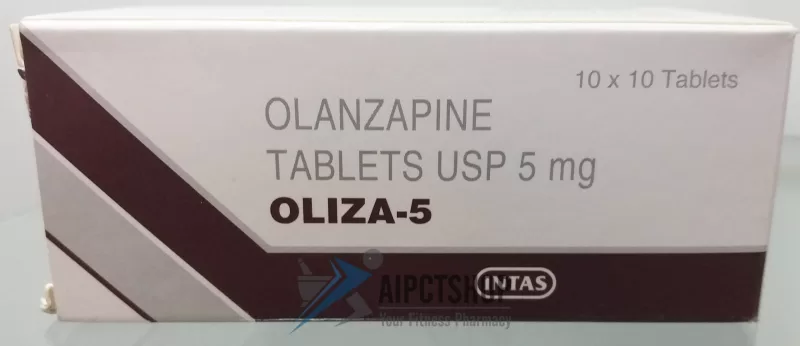 10 x 10 Tablets
OLANZAPINE
TABLETS USP 5 mg
OLIZA-5
INTAS
AIPCTSHOP
Your Fitness Pharmacy